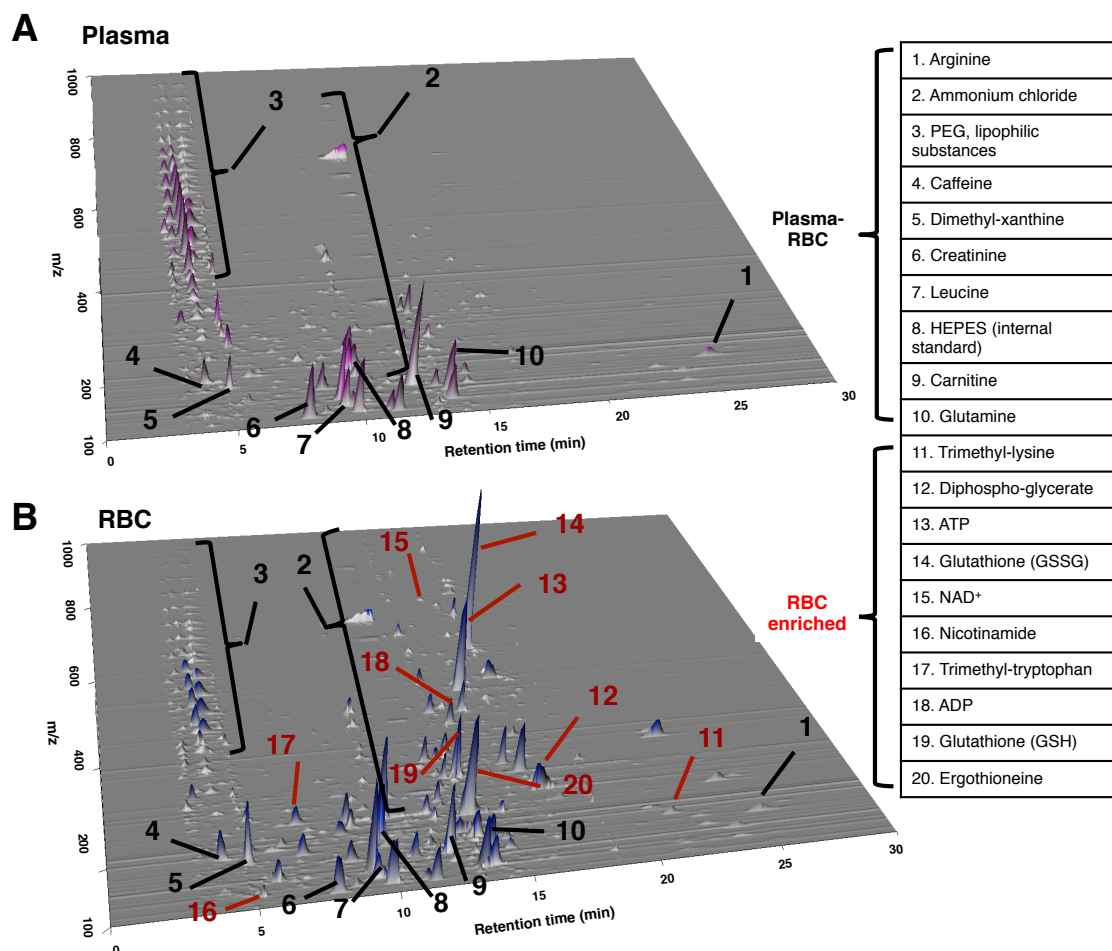 A
Plasma
1000
800
600
400
200
100
m/z
0
5
10
15
20
25
30
Retention time (min)
3
2
1
4
5
6
7
8
9
10
B
RBC
1000
800
600
400
200
100
m/z
0
5
10
15
20
25
30
Retention time (min)
3
2
15
14
13
18
12
17
19
20
11
1
4
10
5
16
6
7
8
9
Plasma-
RBC
RBC
enriched
1. Arginine
2. Ammonium chloride
3. PEG, lipophilic
substances
4. Caffeine
5. Dimethyl-xanthine
6. Creatinine
7. Leucine
8. HEPES (internal
standard)
9. Carnitine
10. Glutamine
11. Trimethyl-lysine
12. Diphospho-glycerate
13. ATP
14. Glutathione (GSSG)
15. NAD⁺
16. Nicotinamide
17. Trimethyl-tryptophan
18. ADP
19. Glutathione (GSH)
20. Ergothioneine